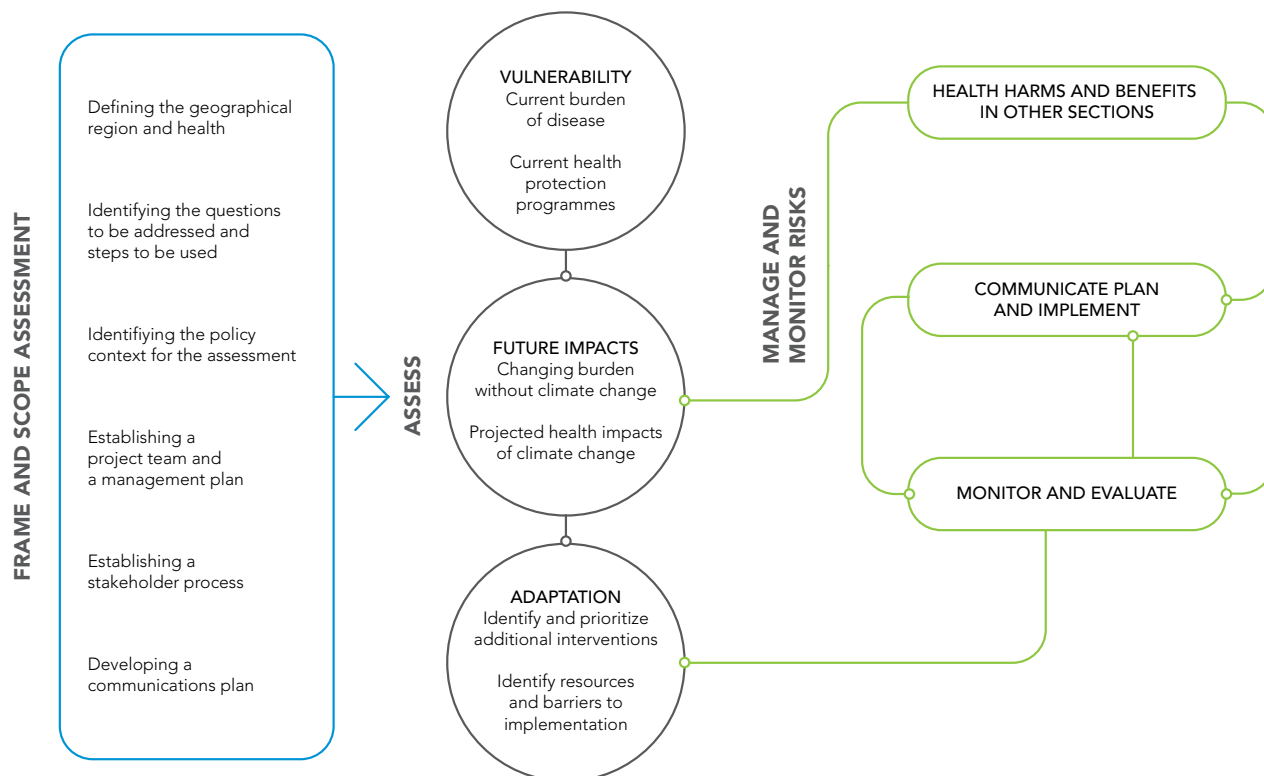 FRAME AND SCOPE ASSESSMENT
Defining the geographical
region and health
Identifying the questions
to be addressed and
steps to be used
Identifiying the policy
context for the assessment
Establishing a
project team and
a management plan
Establishing a
stakeholder process
Developing a
communications plan
ASSESS
VULNERABILITY
Current burden
of disease
Current health
protection
programmes
FUTURE IMPACTS
Changing burden
without climate change
Projected health impacts
of climate change
ADAPTATION
Identify and prioritize
additional interventions
Identify resources
and barriers to
implementation
MANAGE AND
MONITOR RISKS
HEALTH HARMS AND BENEFITS
IN OTHER SECTIONS
COMMUNICATE PLAN
AND IMPLEMENT
MONITOR AND EVALUATE